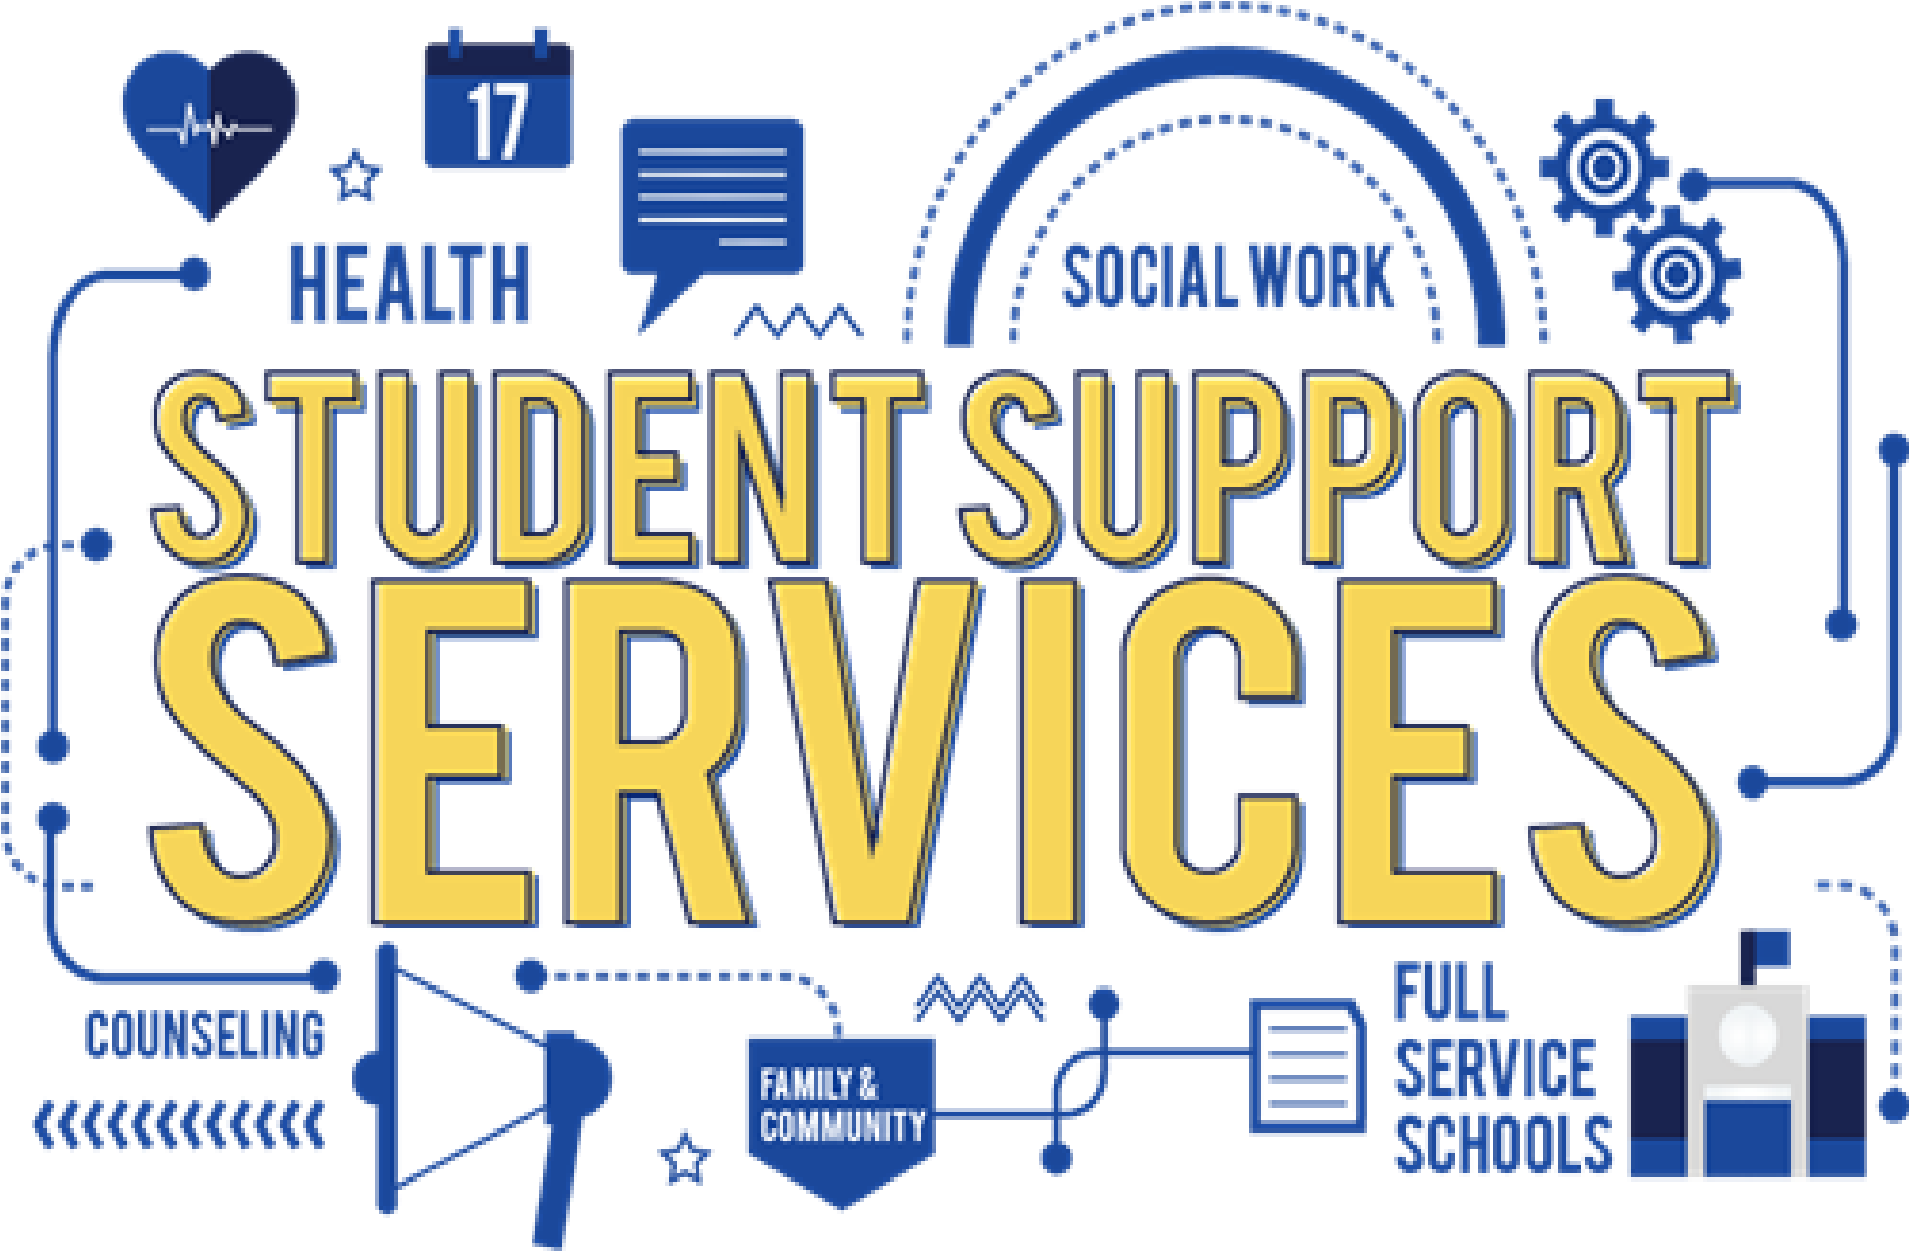 17
HEALTH
SOCIAL WORK
STUDENT SUPPORT
SERVICES
COUNSELING
FAMILY &
COMMUNITY
FULL
SERVICE
SCHOOLS